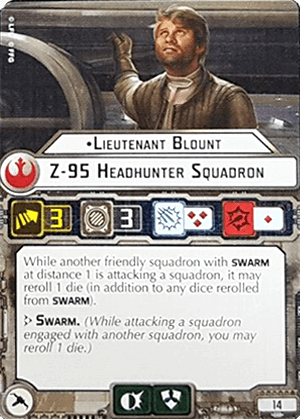 © LFL © FFG
•Lieutenant Blount
Z-95 Headhunter Squadron
3 3
While another friendly squadron with SWARM
at distance 1 is attacking a squadron, it may
reroll 1 die (in addition to any dice rerolled
from SWARM).
Swarm. (While attacking a squadron
engaged with another squadron, you may
reroll 1 die.)
14